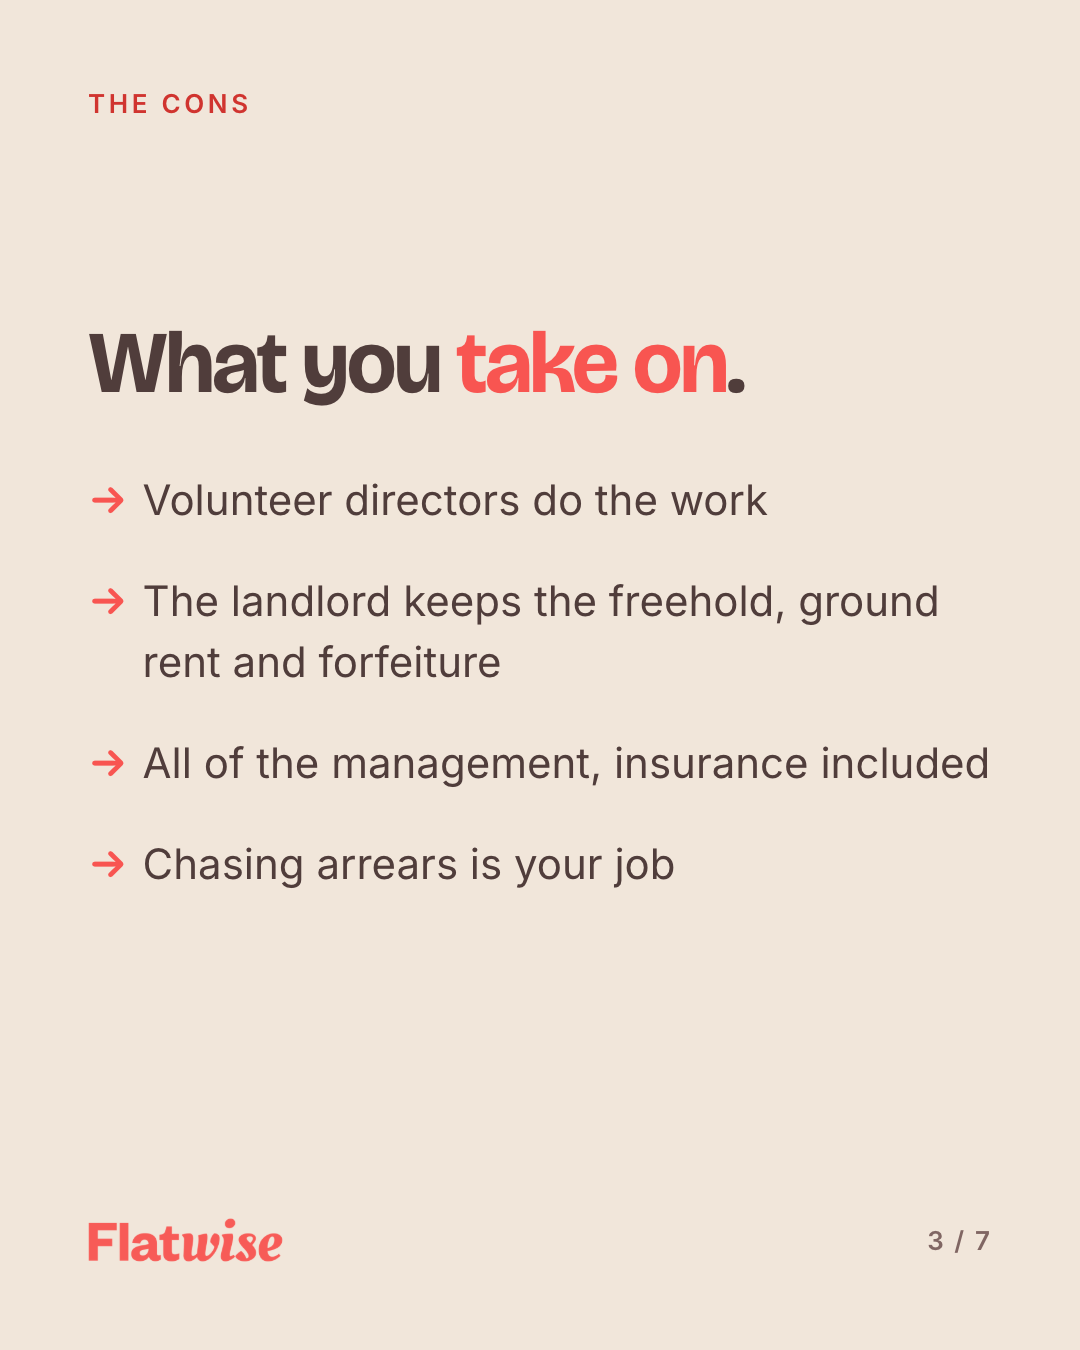 THE CONS
What you take on.
→ Volunteer directors do the work
→ The landlord keeps the freehold, ground
rent and forfeiture
→ All of the management, insurance included
→ Chasing arrears is your job
Flatwise
3 / 7